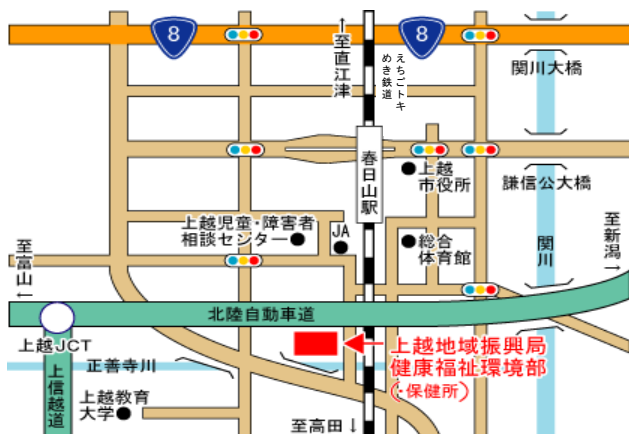 8
8
↑至直江津
えちごトキ
めき鉄道
関川大橋
春日山駅
上越
市役所
謙信公大橋
上越児童・障害者
相談センター
JA
総合
体育館
関川
至新潟→
至富山←
北陸自動車道
上越JCT
上信越道
正善寺川
上越地域振興局
健康福祉環境部
(・保健所)
上越教育
大学
至高田↓